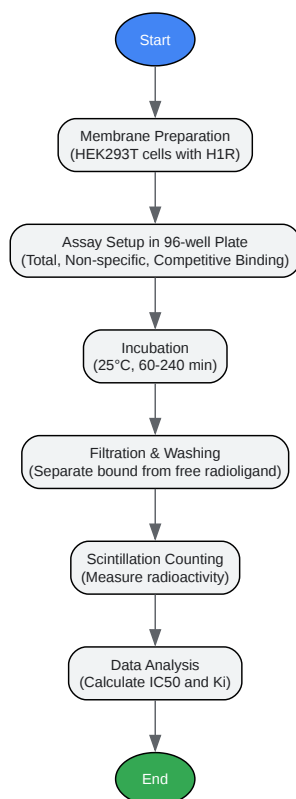 Start
Membrane Preparation
(HEK293T cells with H1R)
Assay Setup in 96-well Plate
(Total, Non-specific, Competitive Binding)
Incubation
(25°C, 60-240 min)
Filtration & Washing
(Separate bound from free radioligand)
Scintillation Counting
(Measure radioactivity)
Data Analysis
(Calculate IC50 and Ki)
End